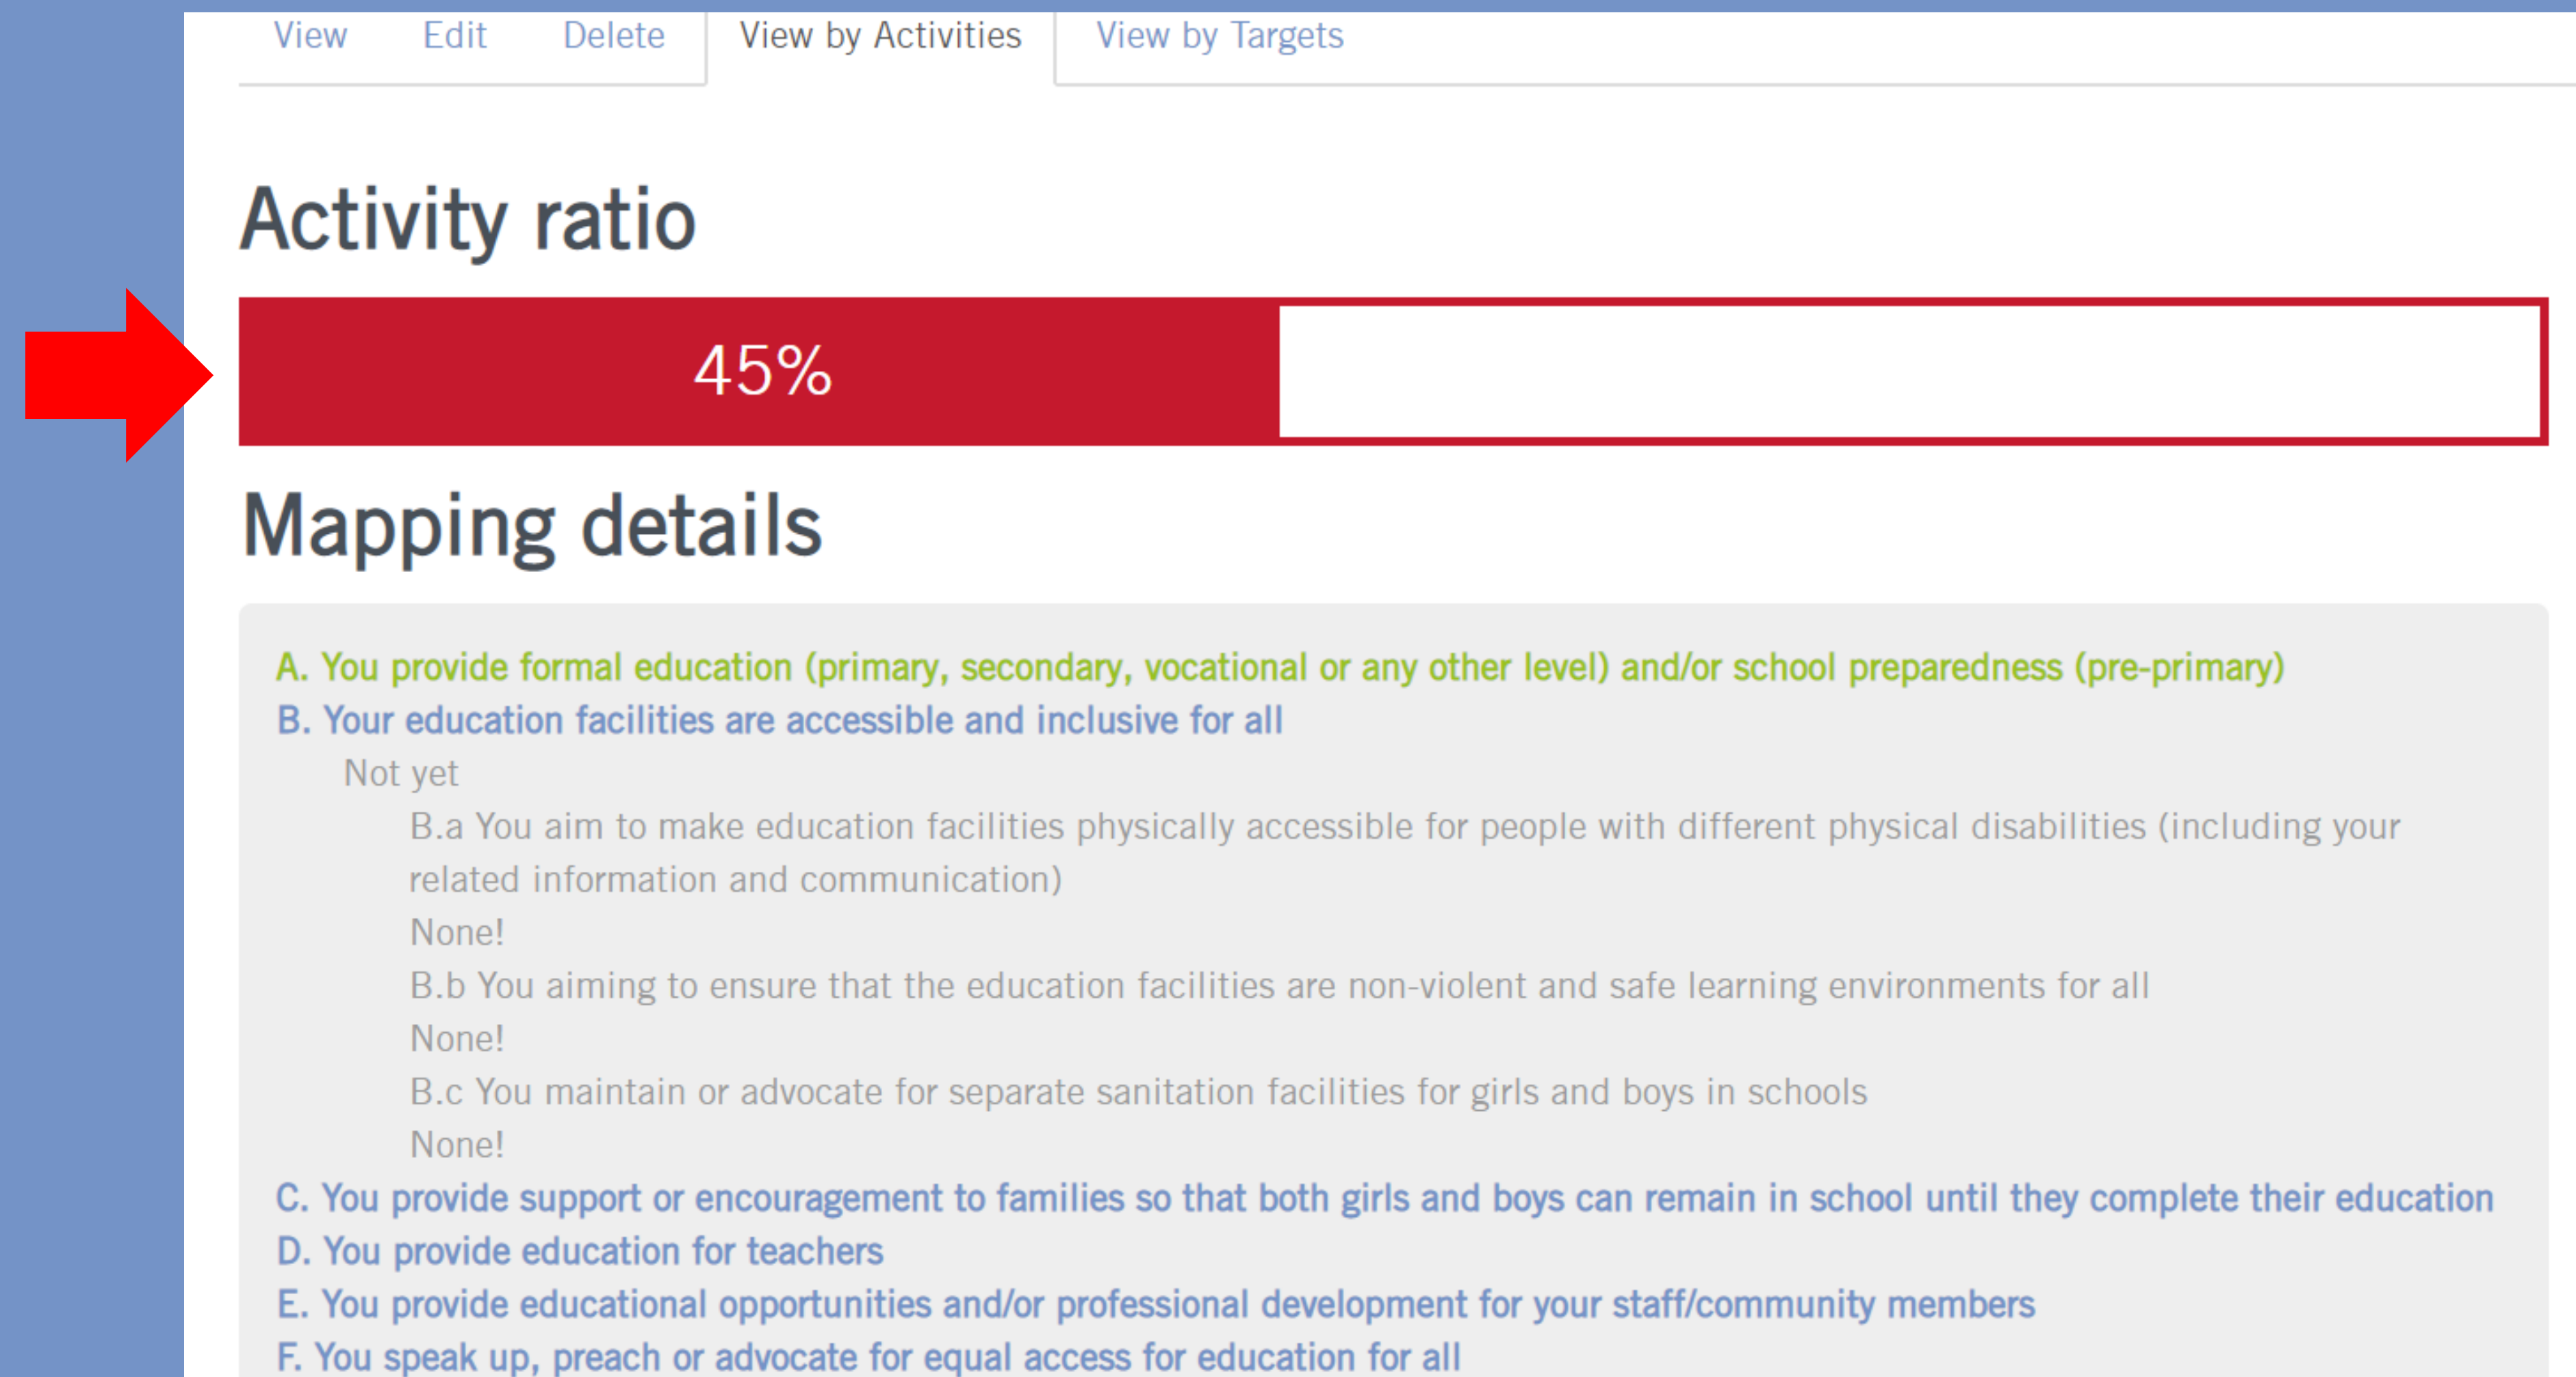 View Edit Delete View by Activities View by Targets
Activity ratio
45%
Mapping details
A. You provide formal education (primary, secondary, vocational or any other level) and/or school preparedness (pre-primary)
B. Your education facilities are accessible and inclusive for all
Not yet
B.a You aim to make education facilities physically accessible for people with different physical disabilities (including your
related information and communication)
None!
B.b You aiming to ensure that the education facilities are non-violent and safe learning environments for all
None!
B.c You maintain or advocate for separate sanitation facilities for girls and boys in schools
None!
C. You provide support or encouragement to families so that both girls and boys can remain in school until they complete their education
D. You provide education for teachers
E. You provide educational opportunities and/or professional development for your staff/community members
F. You speak up, preach or advocate for equal access for education for all